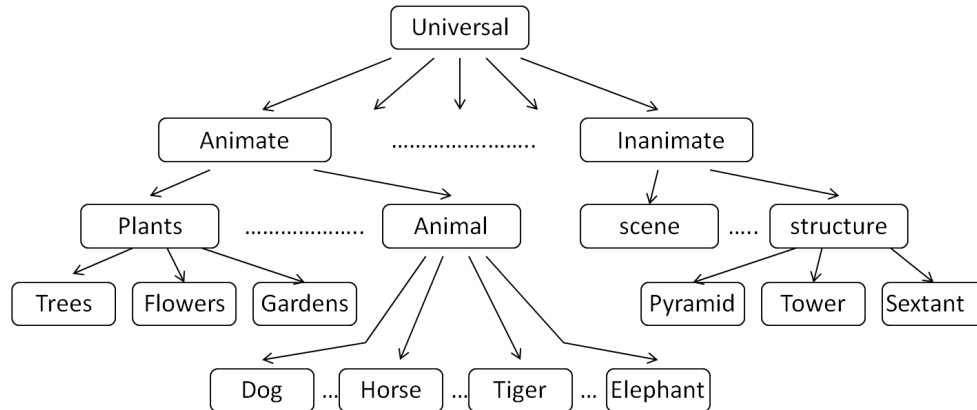 Universal
Animate ........................ Inanimate
Plants .................... Animal scene ..... structure
Trees Flowers Gardens Pyramid Tower Sextant
Dog ... Horse ... Tiger ... Elephant